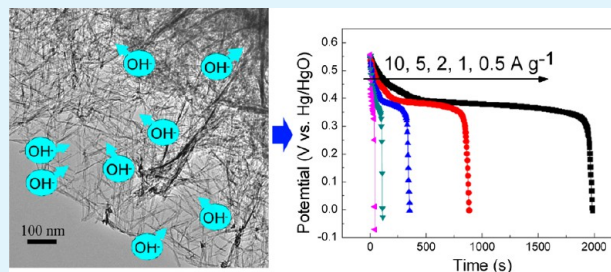 OH-
OH-
OH-
OH-
OH-
OH-
OH-
OH-
100 nm
Potential (V vs. Hg/HgO)
0.6
0.5
0.4
0.3
0.2
0.1
0.0
-0.1
10, 5, 2, 1, 0.5 A g-1
0
500
1000
1500
2000
Time (s)